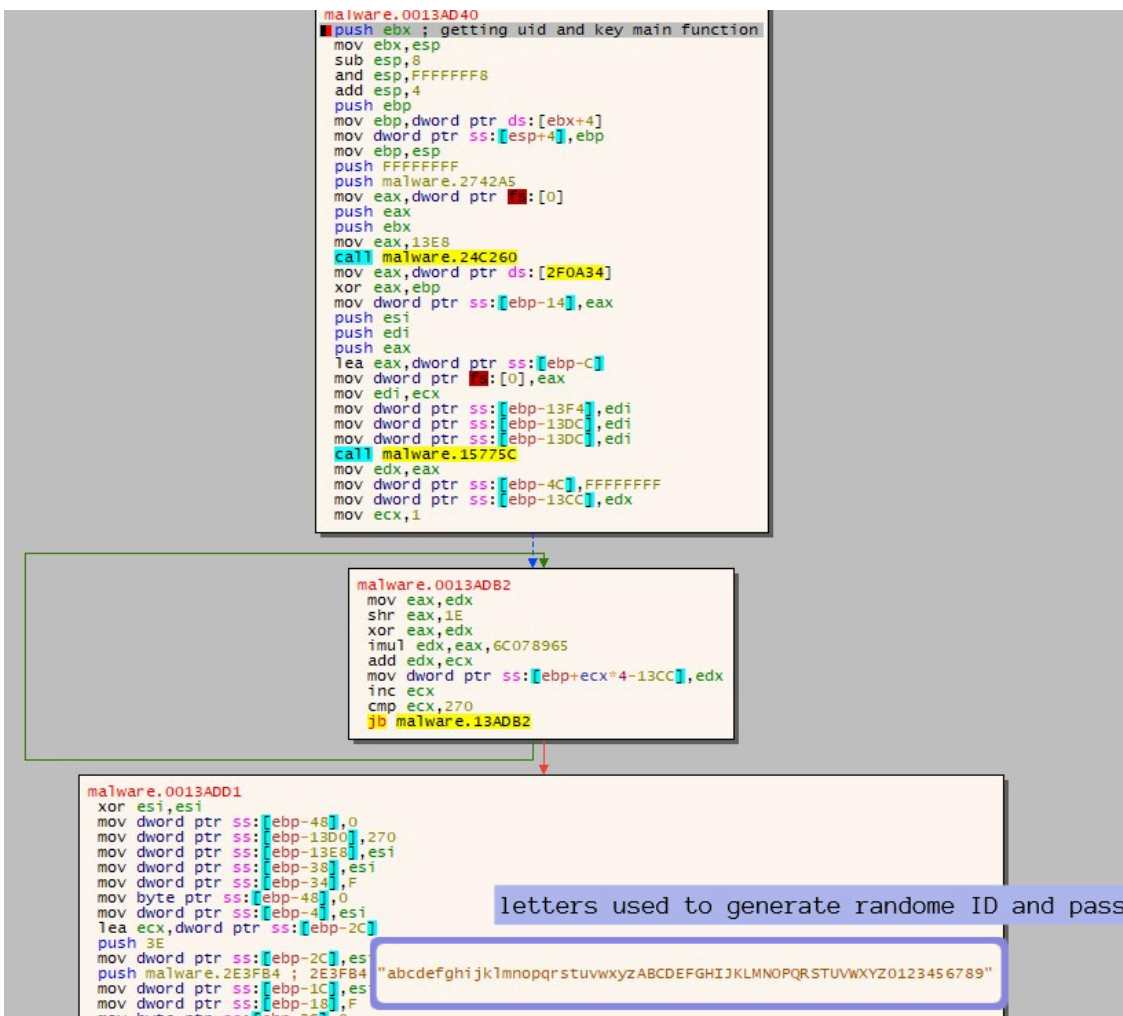 malware.0013AD40
push ebx ; getting uid and key main function
mov ebx,esp
sub esp,8
and esp,FFFFFFF8
add esp,4
push ebp
mov ebp,dword ptr ds:[ebx+4]
mov dword ptr ss:[esp+4],ebp
mov ebp,esp
push FFFFFFFF
push malware.2742A5
mov eax,dword ptr fs:[0]
push eax
push ebx
mov eax,13E8
call malware.24C260
mov eax,dword ptr ds:[2F0A34]
xor eax,ebp
mov dword ptr ss:[ebp-14],eax
push esi
push edi
push eax
lea eax,dword ptr ss:[ebp-C]
mov dword ptr fs:[0],eax
mov edi,ecx
mov dword ptr ss:[ebp-13F4],edi
mov dword ptr ss:[ebp-13DC],edi
mov dword ptr ss:[ebp-13DC],edi
call malware.15775C
mov edx,eax
mov dword ptr ss:[ebp-4C],FFFFFFFF
mov dword ptr ss:[ebp-13CC],edx
mov ecx,1
malware.0013ADB2
mov eax,edx
shr eax,1E
xor eax,edx
imul edx,eax,6C078965
add edx,ecx
mov dword ptr ss:[ebp+ecx*4-13CC],edx
inc ecx
cmp ecx,270
jb malware.13ADB2
malware.0013ADD1
xor esi,esi
mov dword ptr ss:[ebp-48],0
mov dword ptr ss:[ebp-13D0],270
mov dword ptr ss:[ebp-13E8],esi
mov dword ptr ss:[ebp-38],esi
mov dword ptr ss:[ebp-34],F
mov byte ptr ss:[ebp-48],0
letters used to generate randome ID and pass
mov dword ptr ss:[ebp-4],esi
lea ecx,dword ptr ss:[ebp-2C]
push 3E
mov dword ptr ss:[ebp-2C],es
push malware.2E3FB4 ; 2E3FB4 "abcdefghijklmnopqrstuvwxyzABCDEFGHIJKLMNOPQRSTUVWXYZ0123456789"
mov dword ptr ss:[ebp-1C],es
mov dword ptr ss:[ebp-18],F